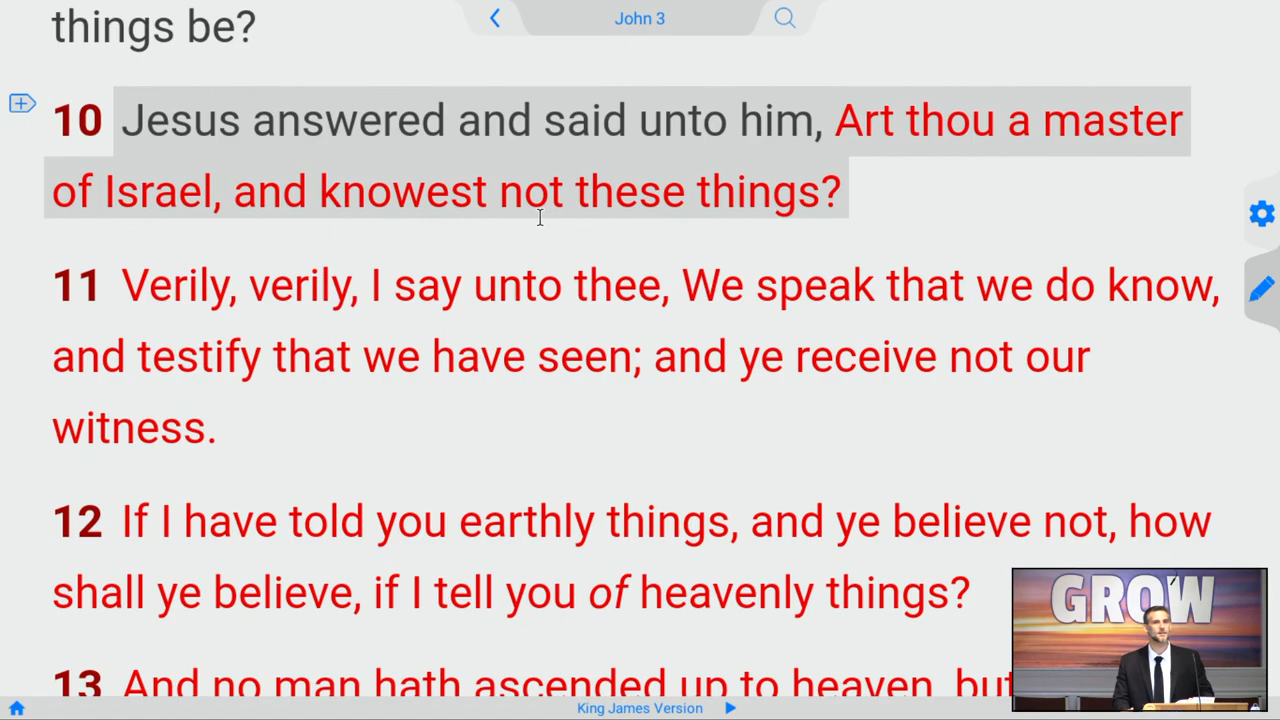 John 3
things be?
10 Jesus answered and said unto him, Art thou a master
of Israel, and knowest not these things?
11 Verily, verily, I say unto thee, We speak that we do know,
and testify that we have seen; and ye receive not our
witness.
12 If I have told you earthly things, and ye believe not, how
shall ye believe, if I tell you of heavenly things?
13 And no man hath ascended up to heaven, but
GROW
King James Version